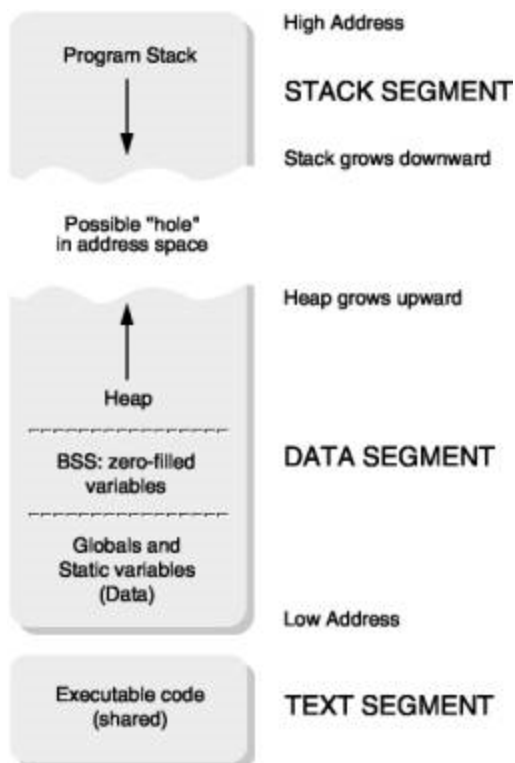 High Address
Program Stack
STACK SEGMENT
Stack grows downward
Possible "hole"
in address space
Heap grows upward
Heap
BSS: zero-filled
variables
DATA SEGMENT
Globals and
Static variables
(Data)
Low Address
Executable code
(shared)
TEXT SEGMENT